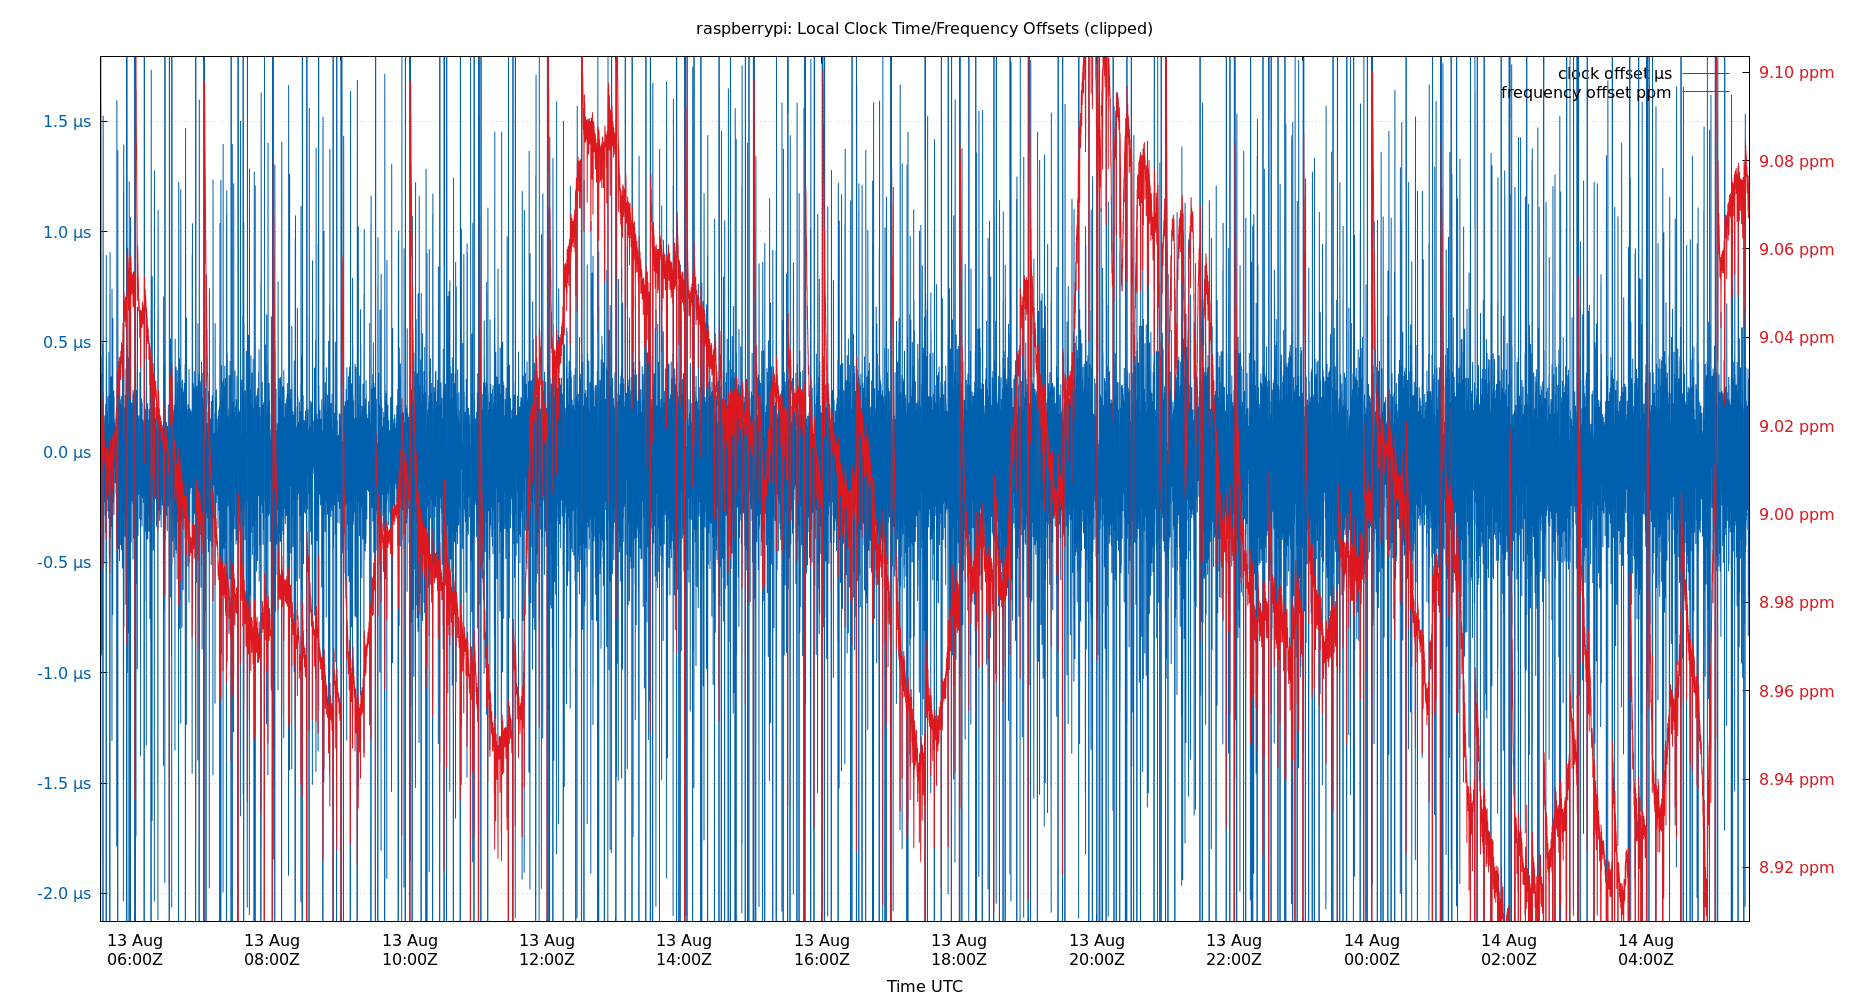 raspberrypi: Local Clock Time/Frequency Offsets (clipped)
clock offset µs
frequency offset ppm
1.5 µs
1.0 µs
0.5 µs
0.0 µs
-0.5 µs
-1.0 µs
-1.5 µs
-2.0 µs
9.10 ppm
9.08 ppm
9.06 ppm
9.04 ppm
9.02 ppm
9.00 ppm
8.98 ppm
8.96 ppm
8.94 ppm
8.92 ppm
13 Aug 13 Aug 13 Aug 13 Aug 13 Aug 13 Aug 13 Aug 13 Aug 13 Aug 14 Aug 14 Aug 14 Aug
06:00Z 08:00Z 10:00Z 12:00Z 14:00Z 16:00Z 18:00Z 20:00Z 22:00Z 00:00Z 02:00Z 04:00Z
Time UTC